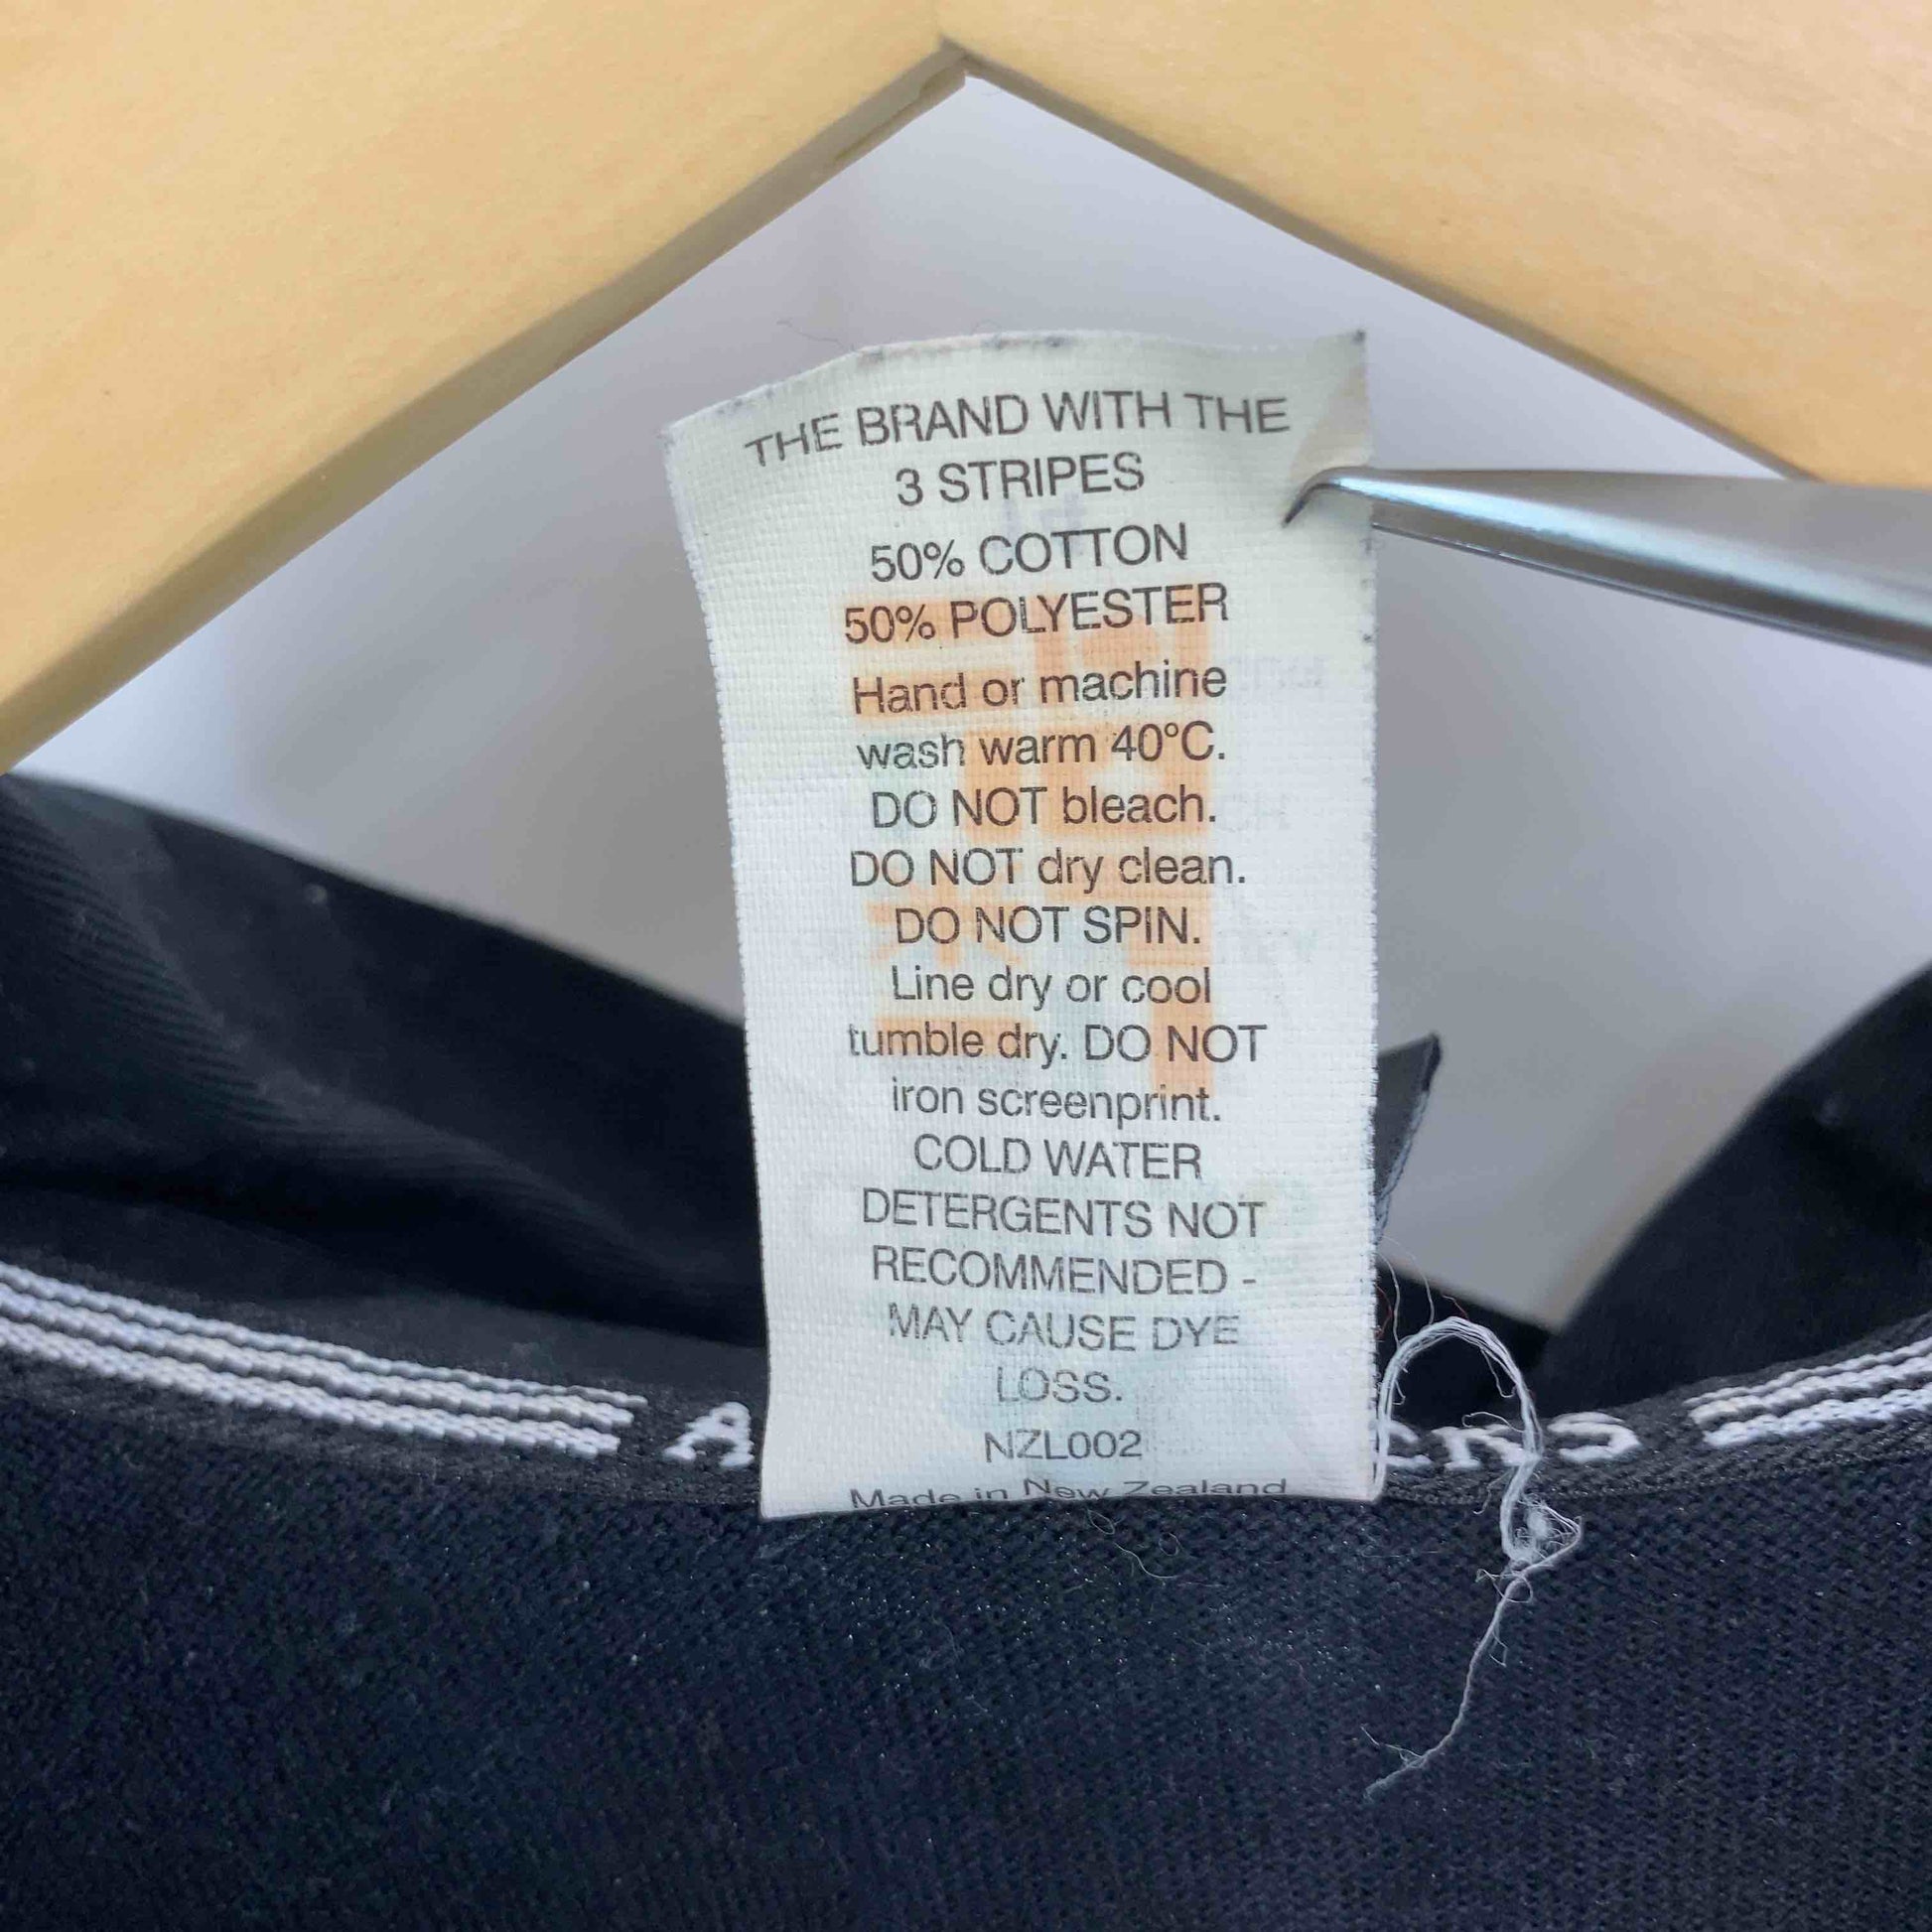 THE BRAND WITH THE
3 STRIPES
50% COTTON
50% POLYESTER
Hand or machine
wash warm 40°C.
DO NOT bleach.
DO NOT dry clean.
DO NOT SPIN.
Line dry or cool
tumble dry. DO NOT
iron screenprint.
COLD WATER
DETERGENTS NOT
RECOMMENDED -
MAY CAUSE DYE
LOSS.
NZL002
Made in New Zealand